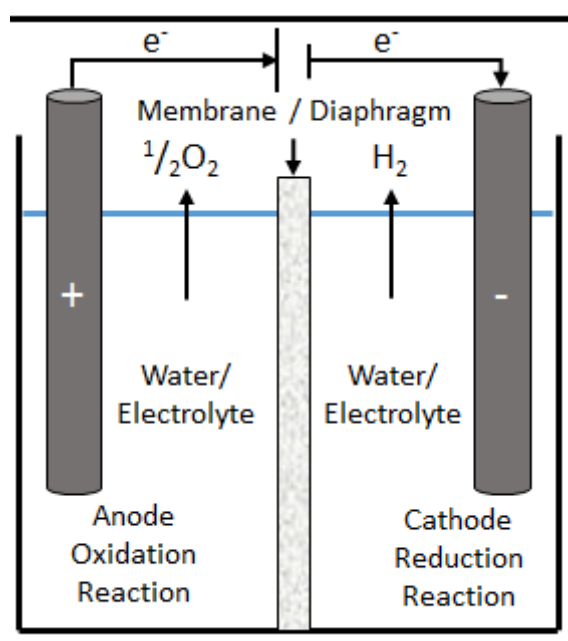 e⁻ e⁻
Membrane / Diaphragm
¹/₂O₂ H₂
+ -
Water/
Electrolyte
Water/
Electrolyte
Anode
Oxidation
Reaction
Cathode
Reduction
Reaction